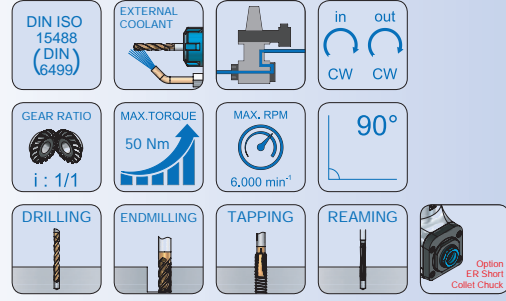 DIN ISO
15488
(DIN
6499)
EXTERNAL
COOLANT
in out
CW CW
GEAR RATIO
i : 1/1
MAX.TORQUE
50 Nm
MAX. RPM
6.000 min⁻¹
90°
DRILLING
ENDMILLING
TAPPING
REAMING
Option
ER Short
Collet Chuck